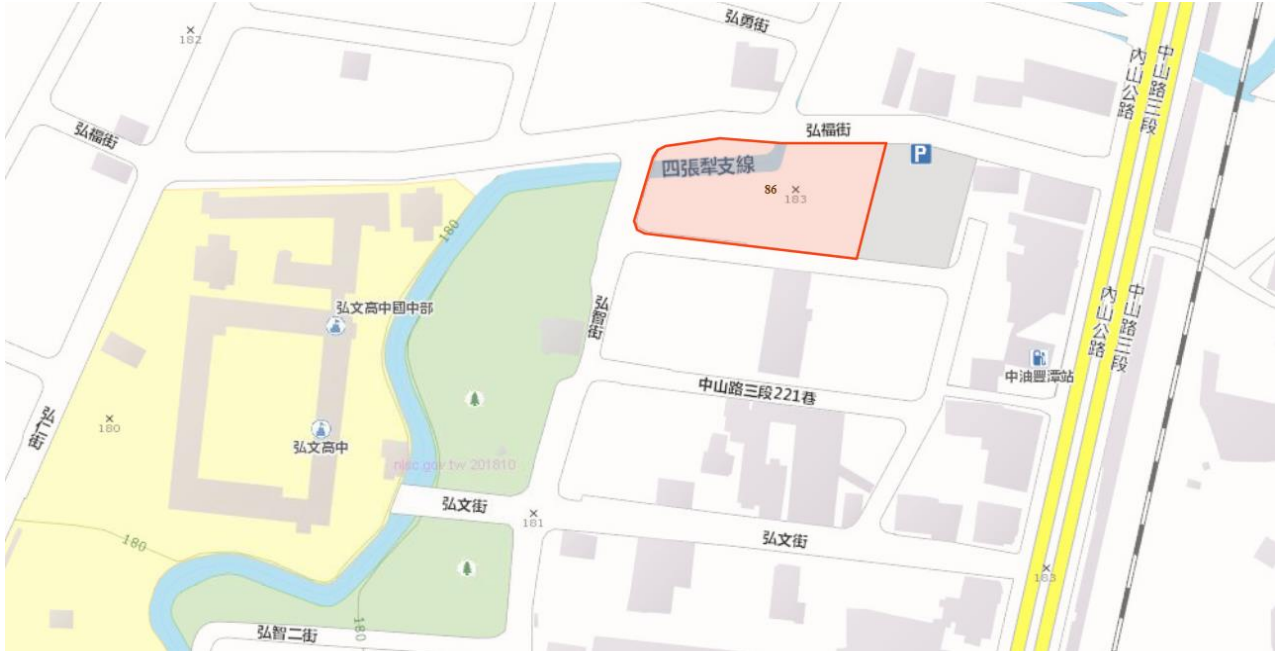 弘勇街
182
中山路三段
內山公路
弘福街
弘福街
P
四張犁支線
86
183
180
弘文高中國中部
弘智街
中山路三段
內山公路
中油豐潭站
中山路三段221巷
弘仁街
180
弘文高中
nlsc.gov.tw 201810
弘文街
181
弘文街
180
183
弘智二街
180